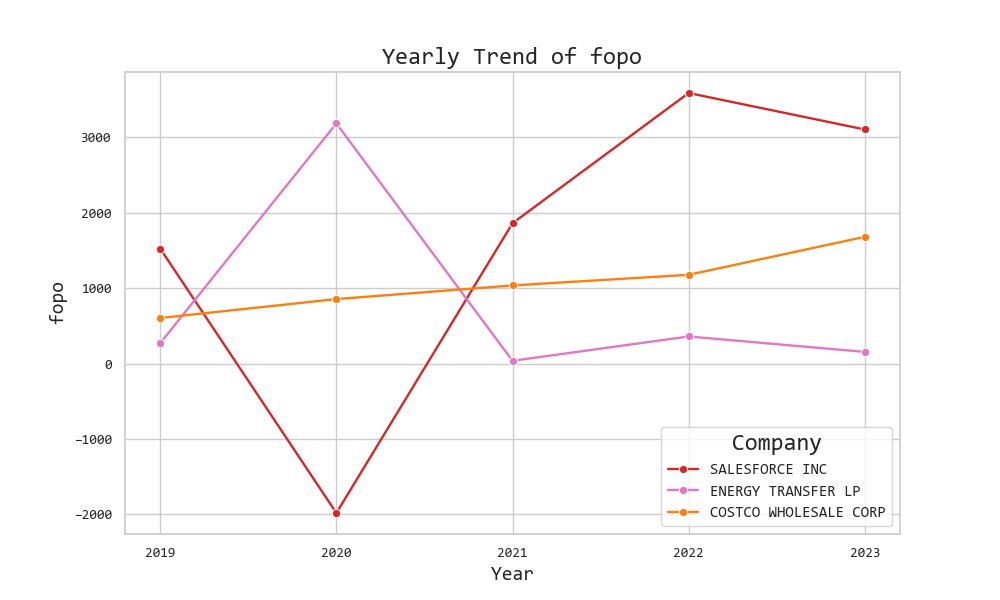 Yearly Trend of fopo
fopo
3000
2000
1000
0
−1000
−2000
2019
2020
2021
2022
2023
Year
Company
SALESFORCE INC
ENERGY TRANSFER LP
COSTCO WHOLESALE CORP